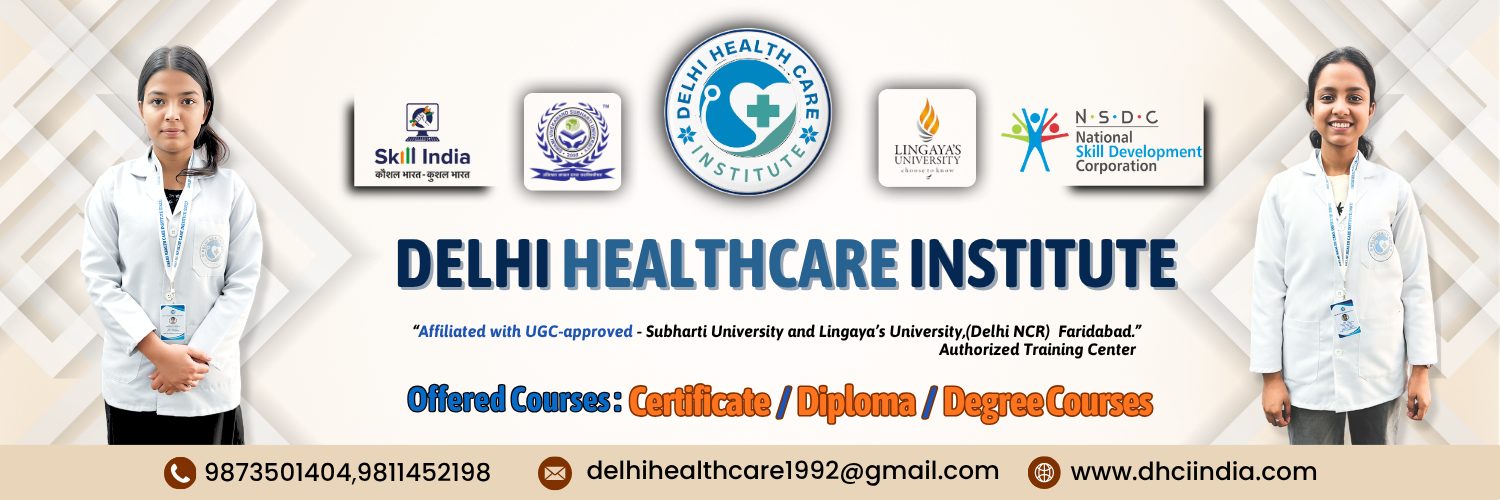 DELHI HEALTH CARE
INSTITUTE
Skill India
कौशल भारत - कुशल भारत
TM
2008
LINGAYA'S
UNIVERSITY
choose to know
N·S·D·C
National
Skill Development
Corporation
DELHI HEALTHCARE INSTITUTE
“Affiliated with UGC-approved - Subharti University and Lingaya’s University,(Delhi NCR) Faridabad.”
Authorized Training Center
Offered Courses : Certificate / Diploma / Degree Courses
9873501404,9811452198
delhihealthcare1992@gmail.com
www.dhciindia.com